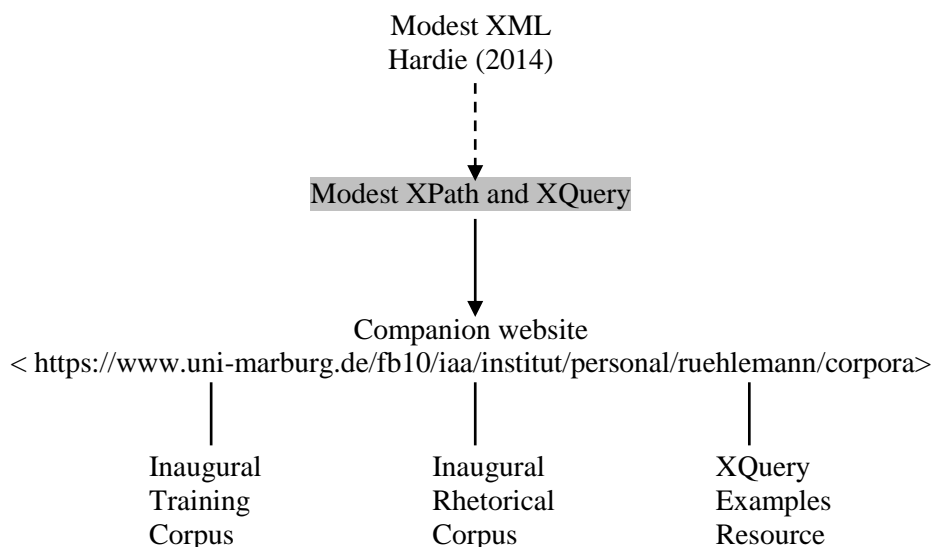 Modest XML
Hardie (2014)
Modest XPath and XQuery
Companion website
< https://www.uni-marburg.de/fb10/iaa/institut/personal/ruehlemann/corpora>
Inaugural
Training
Corpus
Inaugural
Rhetorical
Corpus
XQuery
Examples
Resource